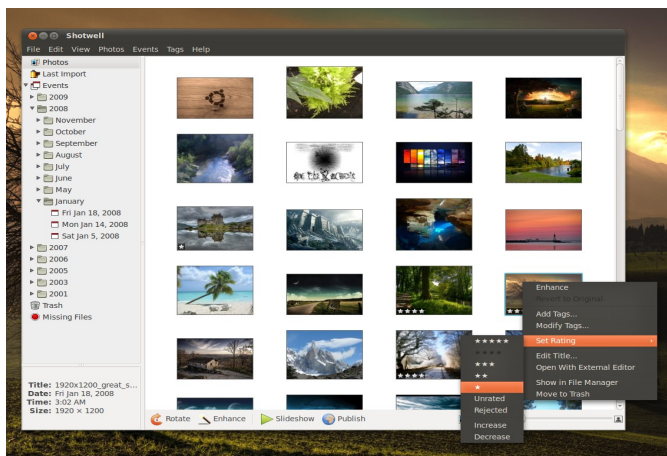 Shotwell
File Edit View Photos Events Tags Help
Photos
Last Import
Events
2009
2008
November
October
September
August
July
June
May
January
Fri Jan 18, 2008
Mon Jan 14, 2008
Sat Jan 5, 2008
2007
2006
2005
2003
2001
Trash
Missing Files
Title: 1920x1200_great_s...
Date: Fri Jan 18, 2008
Time: 3:02 AM
Size: 1920 × 1200
Rotate Enhance Slideshow Publish
Enhance
Revert to Original
Add Tags...
Modify Tags...
Set Rating
Edit Title...
Open With External Editor
Show in File Manager
Move to Trash
★★★★★
★★★★
★★★
★★
★
Unrated
Rejected
Increase
Decrease